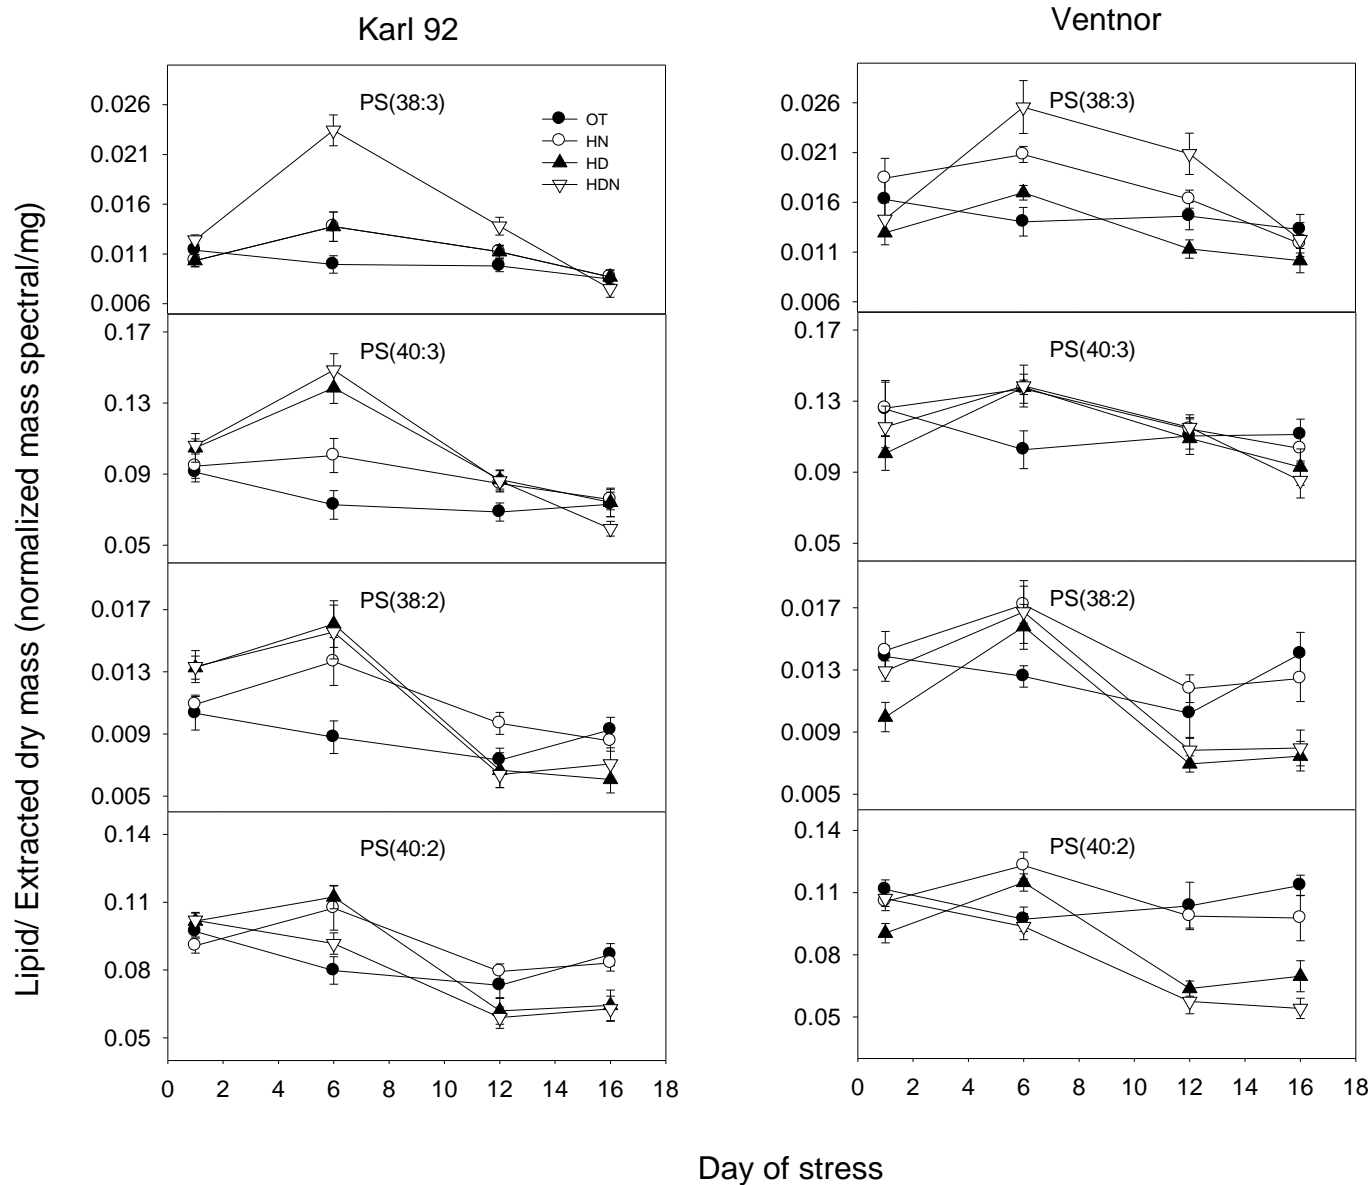 Karl 92
Ventnor
Lipid/ Extracted dry mass (normalized mass spectral/mg)
PS(38:3)
OT
HN
HD
HDN
0.026
0.021
0.016
0.011
0.006
PS(40:3)
0.17
0.13
0.09
0.05
PS(38:2)
0.017
0.013
0.009
0.005
PS(40:2)
0.14
0.11
0.08
0.05
0 2 4 6 8 10 12 14 16 18
PS(38:3)
0.026
0.021
0.016
0.011
0.006
PS(40:3)
0.17
0.13
0.09
0.05
PS(38:2)
0.017
0.013
0.009
0.005
PS(40:2)
0.14
0.11
0.08
0.05
0 2 4 6 8 10 12 14 16 18
Day of stress